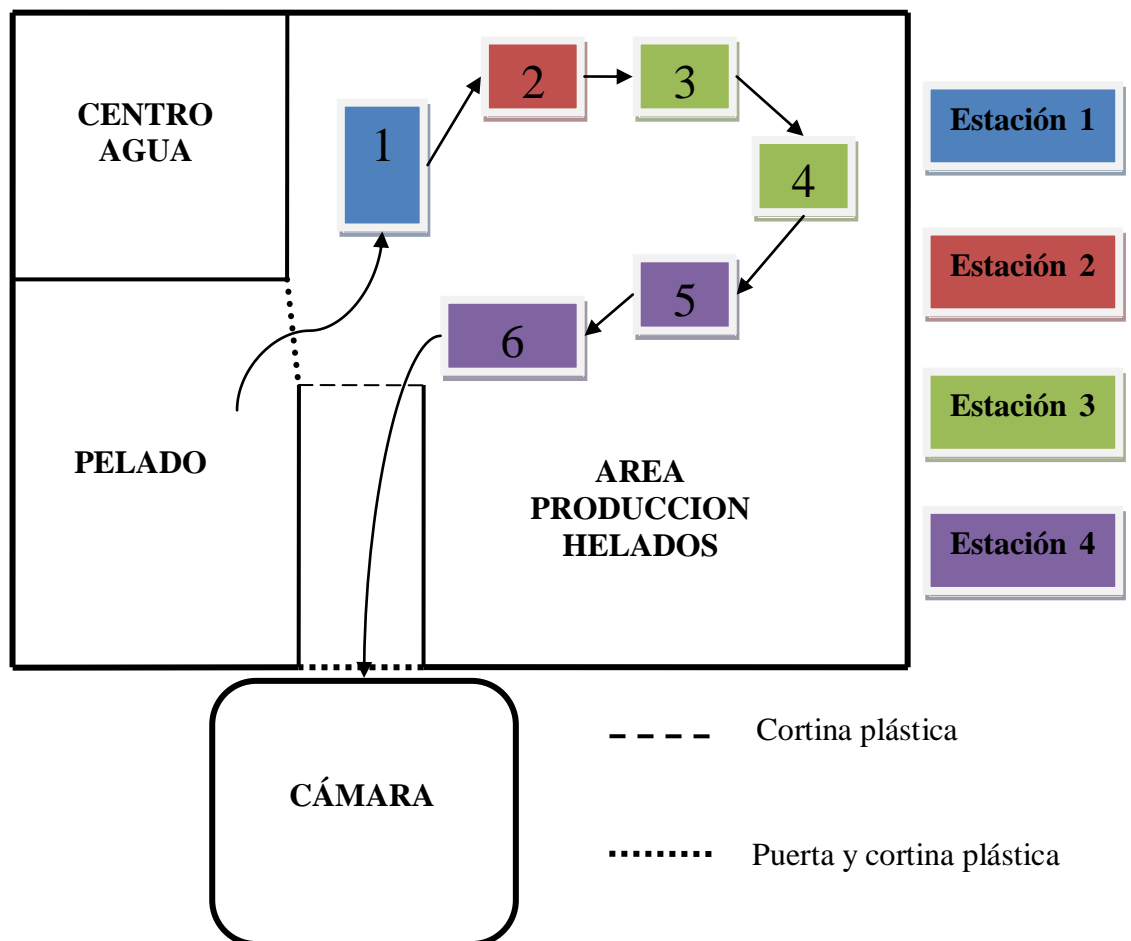 CENTRO
AGUA
1
2
3
4
5
6
PELADO
AREA
PRODUCCION
HELADOS
CÁMARA
Estación 1
Estación 2
Estación 3
Estación 4
Cortina plástica
Puerta y cortina plástica